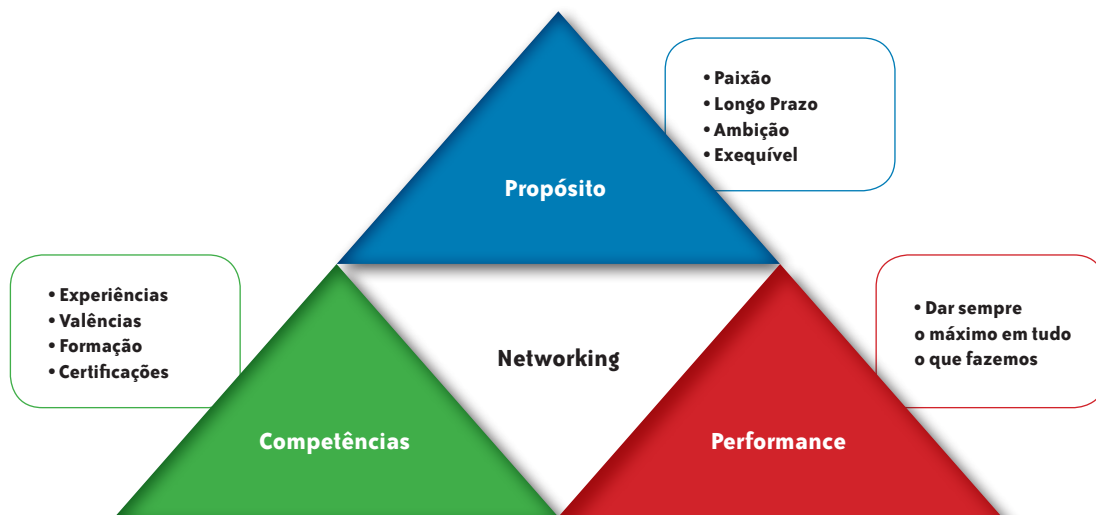 • Paixão
• Longo Prazo
• Ambição
• Exequível
Propósito
• Experiências
• Valências
• Formação
• Certificações
Networking
• Dar sempre
o máximo em tudo
o que fazemos
Competências
Performance